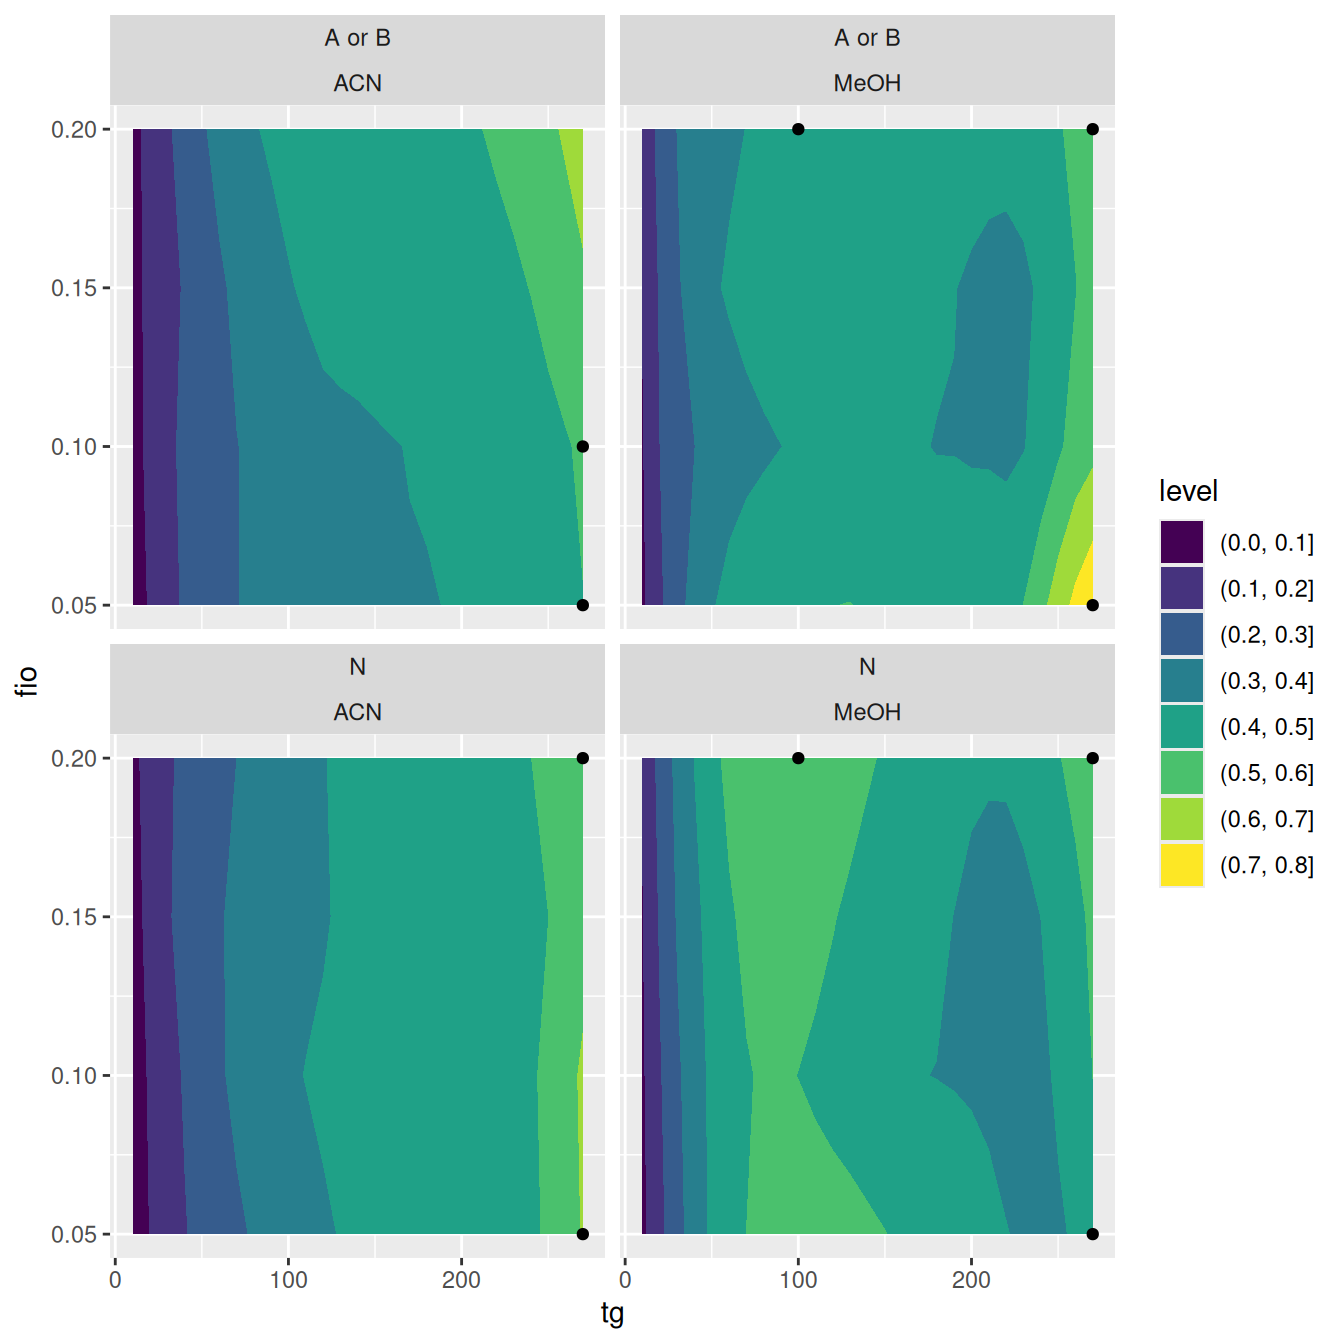 A or B
ACN
A or B
MeOH
0.20
0.15
0.10
0.05
N
ACN
N
MeOH
0.20
0.15
0.10
0.05
0
100
200
0
100
200
tg
fio
level
(0.0, 0.1]
(0.1, 0.2]
(0.2, 0.3]
(0.3, 0.4]
(0.4, 0.5]
(0.5, 0.6]
(0.6, 0.7]
(0.7, 0.8]